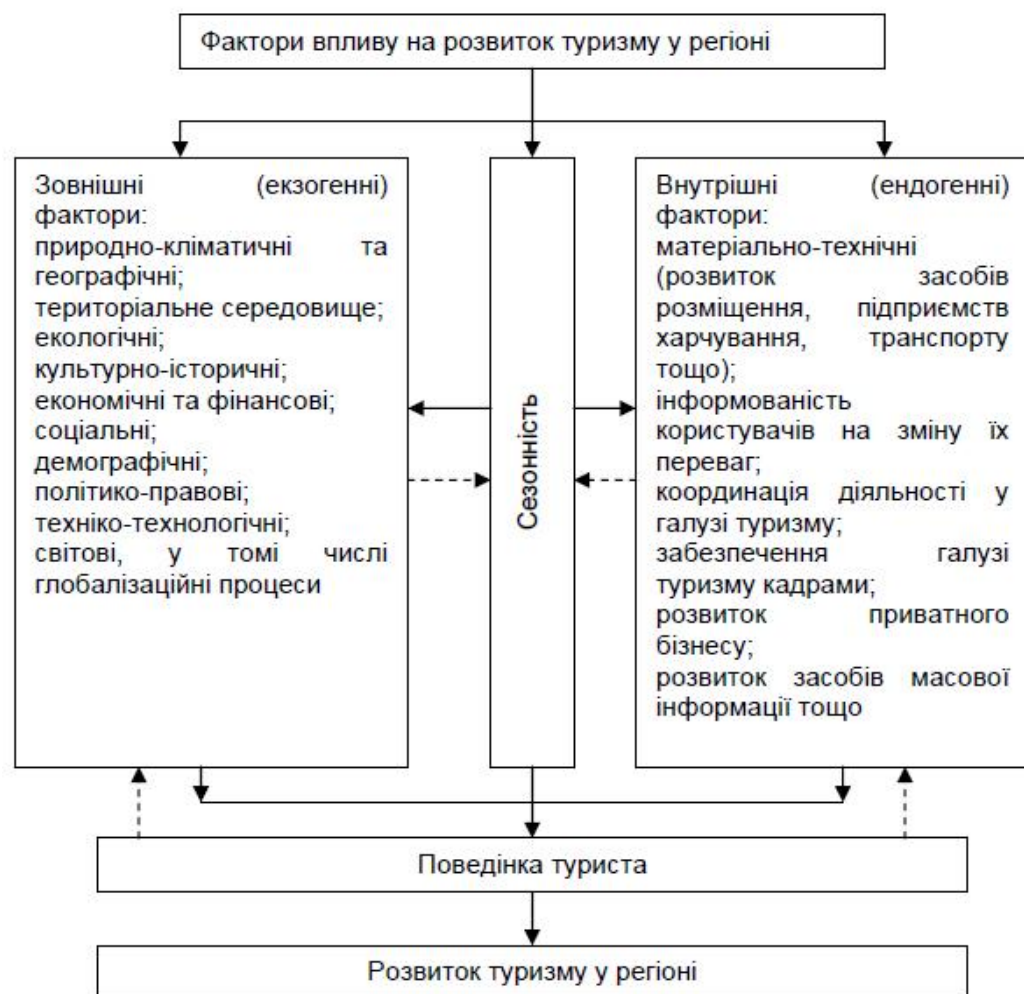 Фактори впливу на розвиток туризму у регіоні
Зовнішні (екзогенні)
фактори:
природно-кліматичні та
географічні;
територіальне середовище;
екологічні;
культурно-історичні;
економічні та фінансові;
соціальні;
демографічні;
політико-правові;
техніко-технологічні;
світові, у томі числі
глобалізаційні процеси
Сезонність
Внутрішні (ендогенні)
фактори:
матеріально-технічні
(розвиток засобів
розміщення, підприємств
харчування, транспорту
тощо);
інформованість
користувачів на зміну їх
переваг;
координація діяльності у
галузі туризму;
забезпечення галузі
туризму кадрами;
розвиток приватного
бізнесу;
розвиток засобів масової
інформації тощо
Поведінка туриста
Розвиток туризму у регіоні